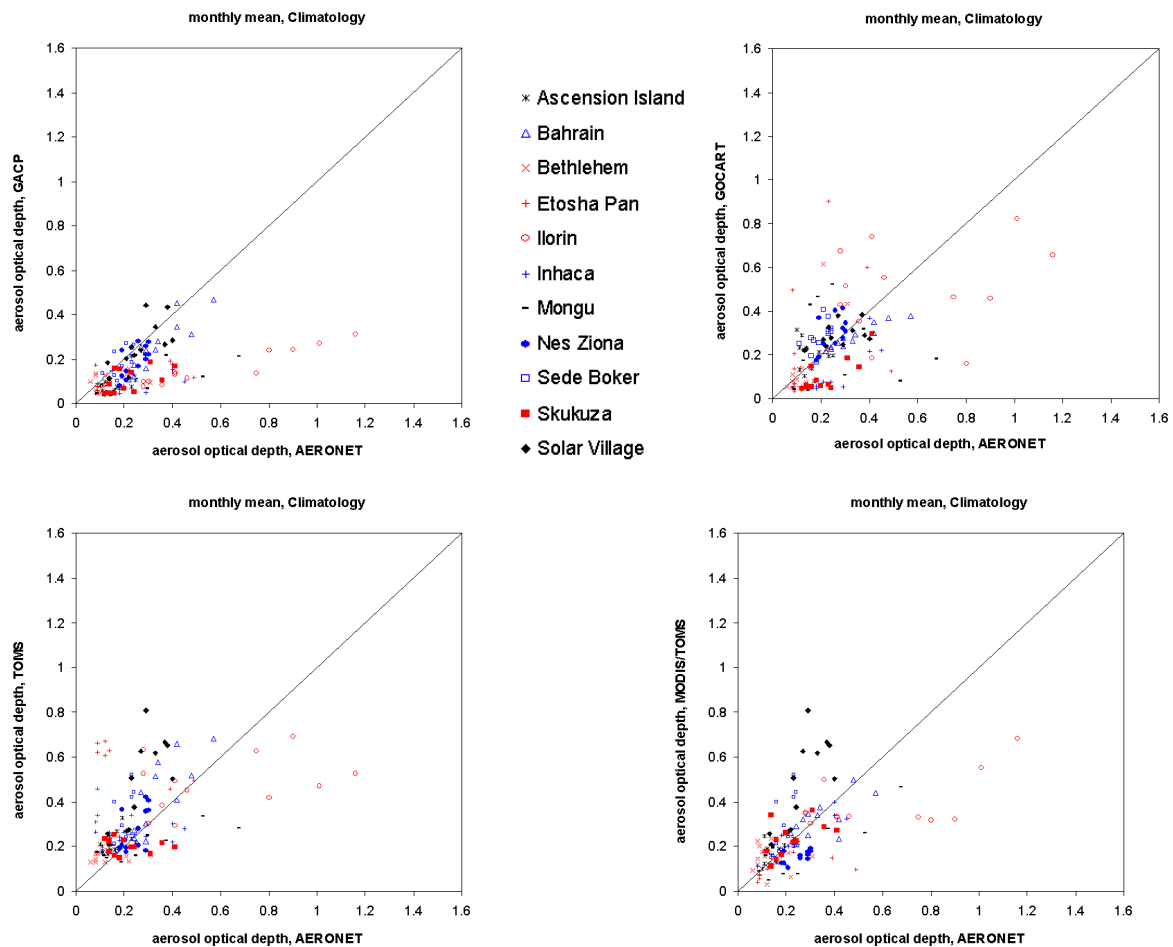 monthly mean, Climatology
1.6
1.4
1.2
1
0.8
0.6
0.4
0.2
0
0 0.2 0.4 0.6 0.8 1 1.2 1.4 1.6
aerosol optical depth, GACP
aerosol optical depth, AERONET
Ascension Island
Bahrain
Bethlehem
Etosha Pan
Ilorin
Inhaca
Mongu
Nes Ziona
Sede Boker
Skukuza
Solar Village
monthly mean, Climatology
1.6
1.4
1.2
1
0.8
0.6
0.4
0.2
0
0 0.2 0.4 0.6 0.8 1 1.2 1.4 1.6
aerosol optical depth, GOCART
aerosol optical depth, AERONET
monthly mean, Climatology
1.6
1.4
1.2
1
0.8
0.6
0.4
0.2
0
0 0.2 0.4 0.6 0.8 1 1.2 1.4 1.6
aerosol optical depth, TOMS
aerosol optical depth, AERONET
monthly mean, Climatology
1.6
1.4
1.2
1
0.8
0.6
0.4
0.2
0
0 0.2 0.4 0.6 0.8 1 1.2 1.4 1.6
aerosol optical depth, MODIS/TOMS
aerosol optical depth, AERONET